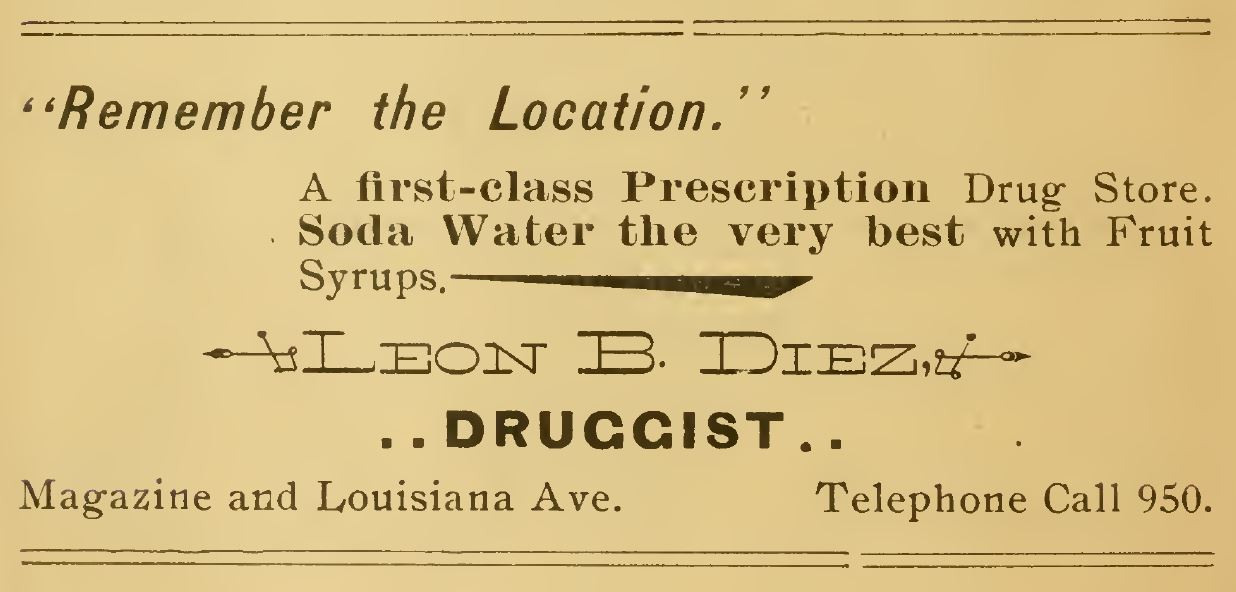 “Remember the Location.”
A first-class Prescription Drug Store.
Soda Water the very best with Fruit
Syrups.
LEON B. DIEZ,
..DRUGGIST..
Magazine and Louisiana Ave. Telephone Call 950.